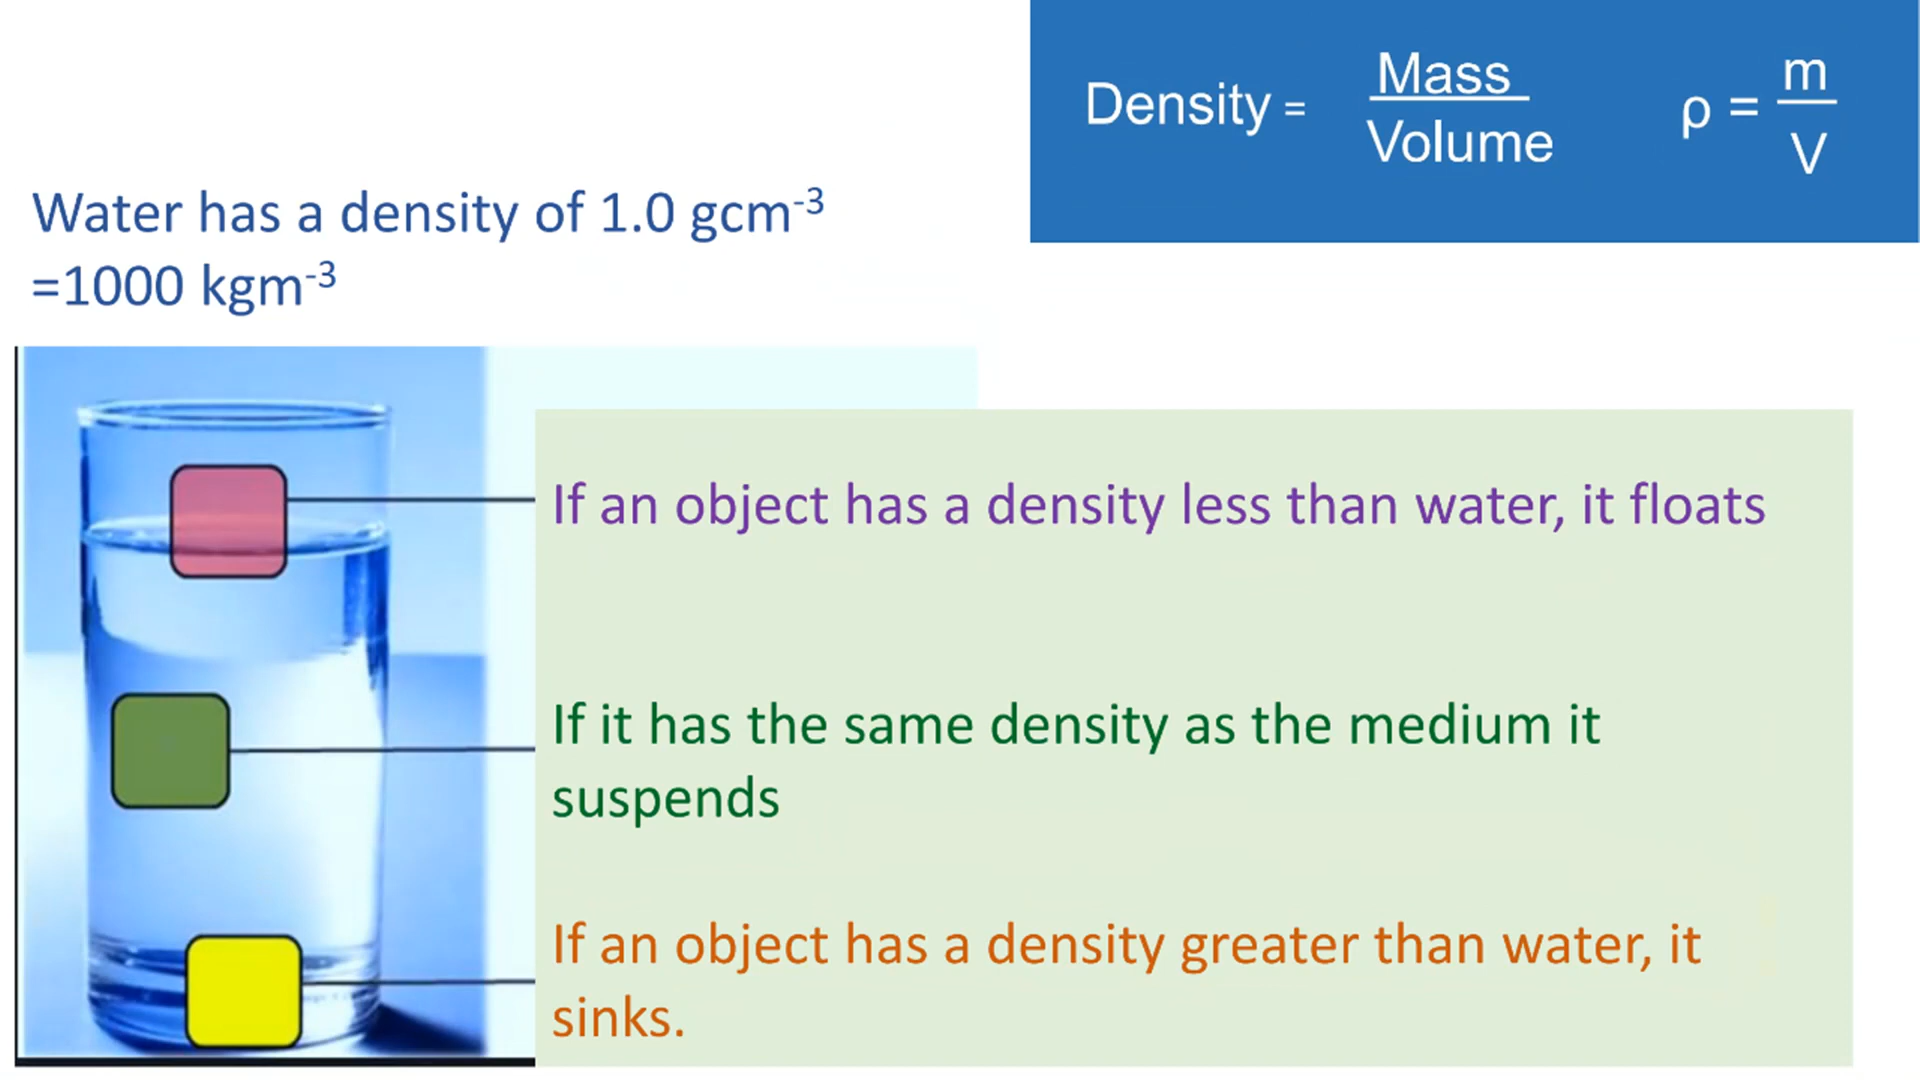 Density = Mass / Volume ρ = m / V
Water has a density of 1.0 gcm⁻³
=1000 kgm⁻³
If an object has a density less than water, it floats
If it has the same density as the medium it
suspends
If an object has a density greater than water, it
sinks.